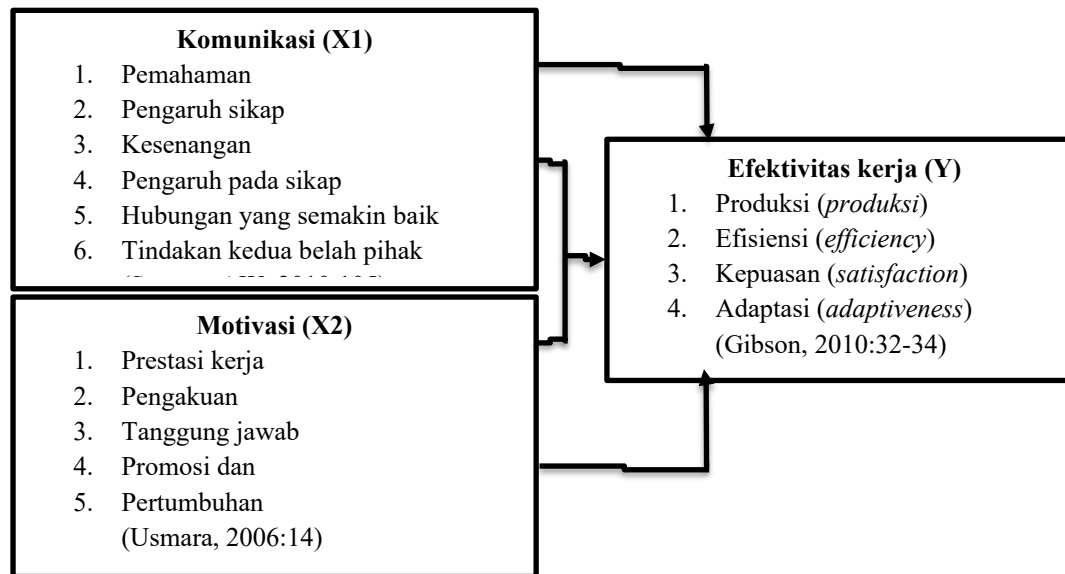 Komunikasi (X1)
1. Pemahaman
2. Pengaruh sikap
3. Kesenangan
4. Pengaruh pada sikap
5. Hubungan yang semakin baik
6. Tindakan kedua belah pihak
Motivasi (X2)
1. Prestasi kerja
2. Pengakuan
3. Tanggung jawab
4. Promosi dan
5. Pertumbuhan
(Usmara, 2006:14)
Efektivitas kerja (Y)
1. Produksi (produksi)
2. Efisiensi (efficiency)
3. Kepuasan (satisfaction)
4. Adaptasi (adaptiveness)
(Gibson, 2010:32-34)